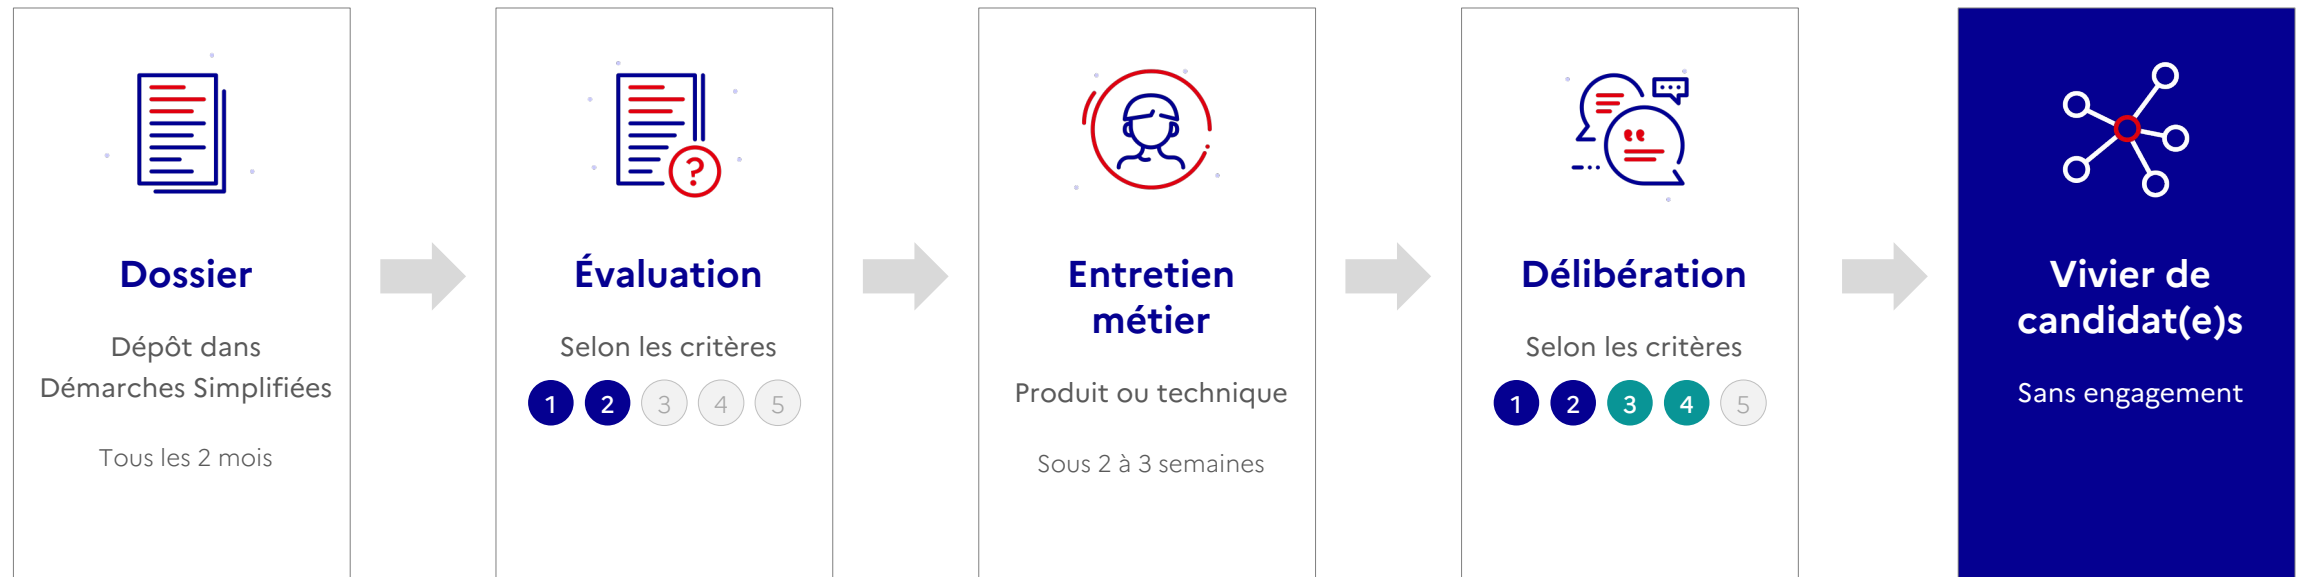 Dossier
Dépôt dans
Démarches Simplifiées
Tous les 2 mois
?
Évaluation
Selon les critères
1 2 3 4 5
Entretien
métier
Produit ou technique
Sous 2 à 3 semaines
Délibération
Selon les critères
1 2 3 4 5
Vivier de
candidat(e)s
Sans engagement